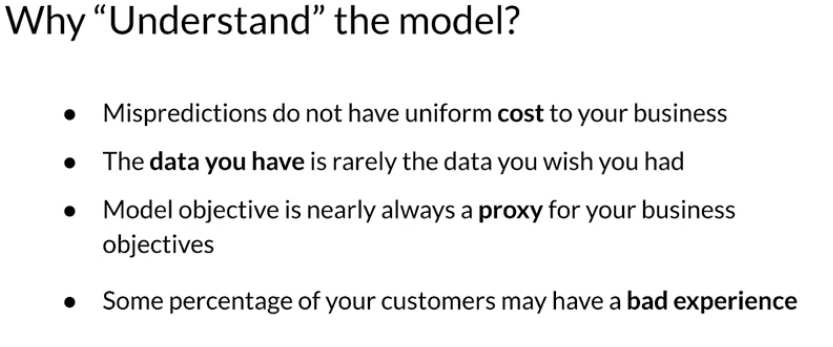 Why “Understand” the model?
● Mispredictions do not have uniform cost to your business
● The data you have is rarely the data you wish you had
● Model objective is nearly always a proxy for your business
objectives
● Some percentage of your customers may have a bad experience